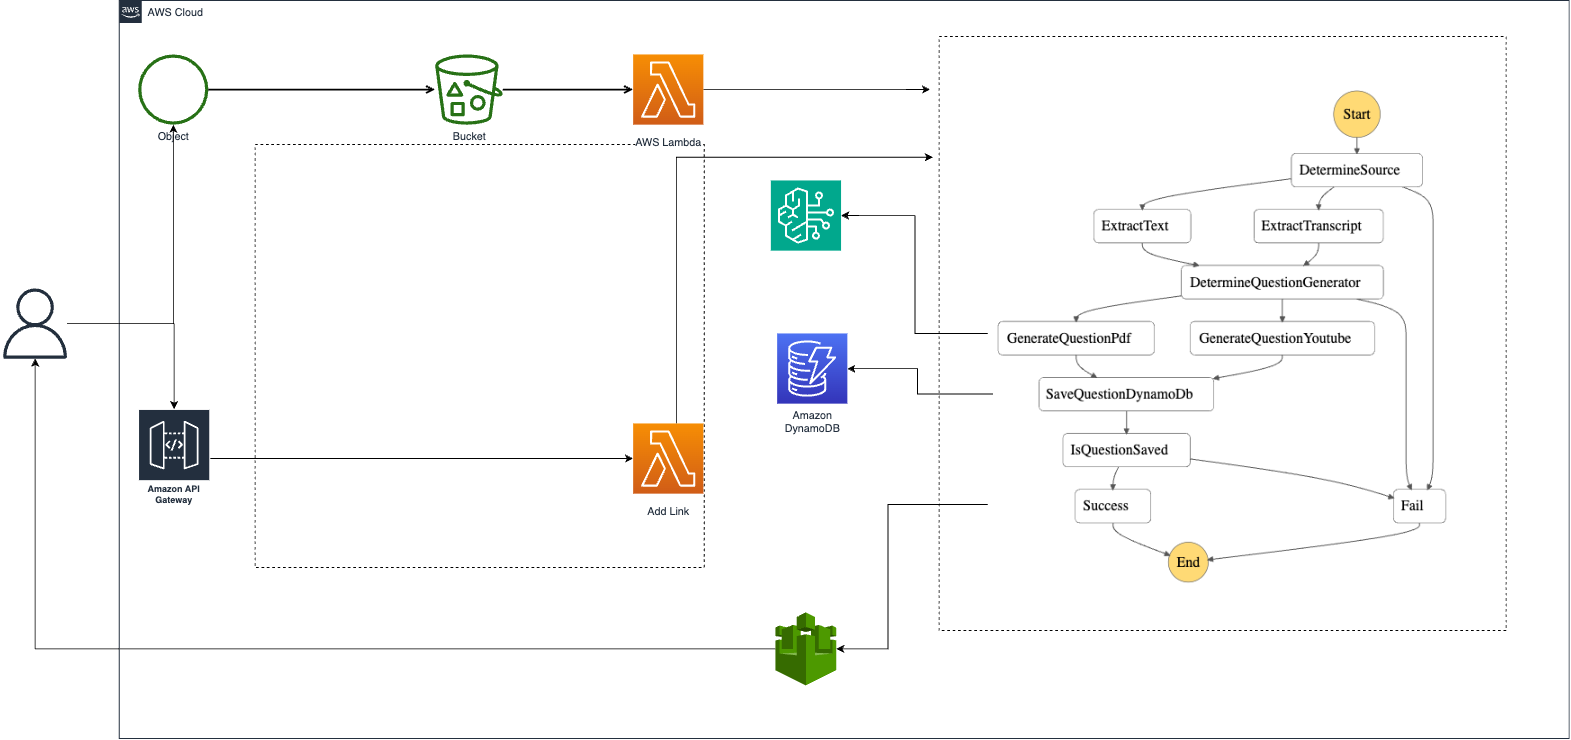 aws
AWS Cloud
Object
Bucket
AWS Lambda
Start
DetermineSource
ExtractText
ExtractTranscript
DetermineQuestionGenerator
GenerateQuestionPdf
GenerateQuestionYoutube
SaveQuestionDynamoDb
IsQuestionSaved
Success
Fail
End
Amazon
DynamoDB
</>
Amazon API
Gateway
Add Link